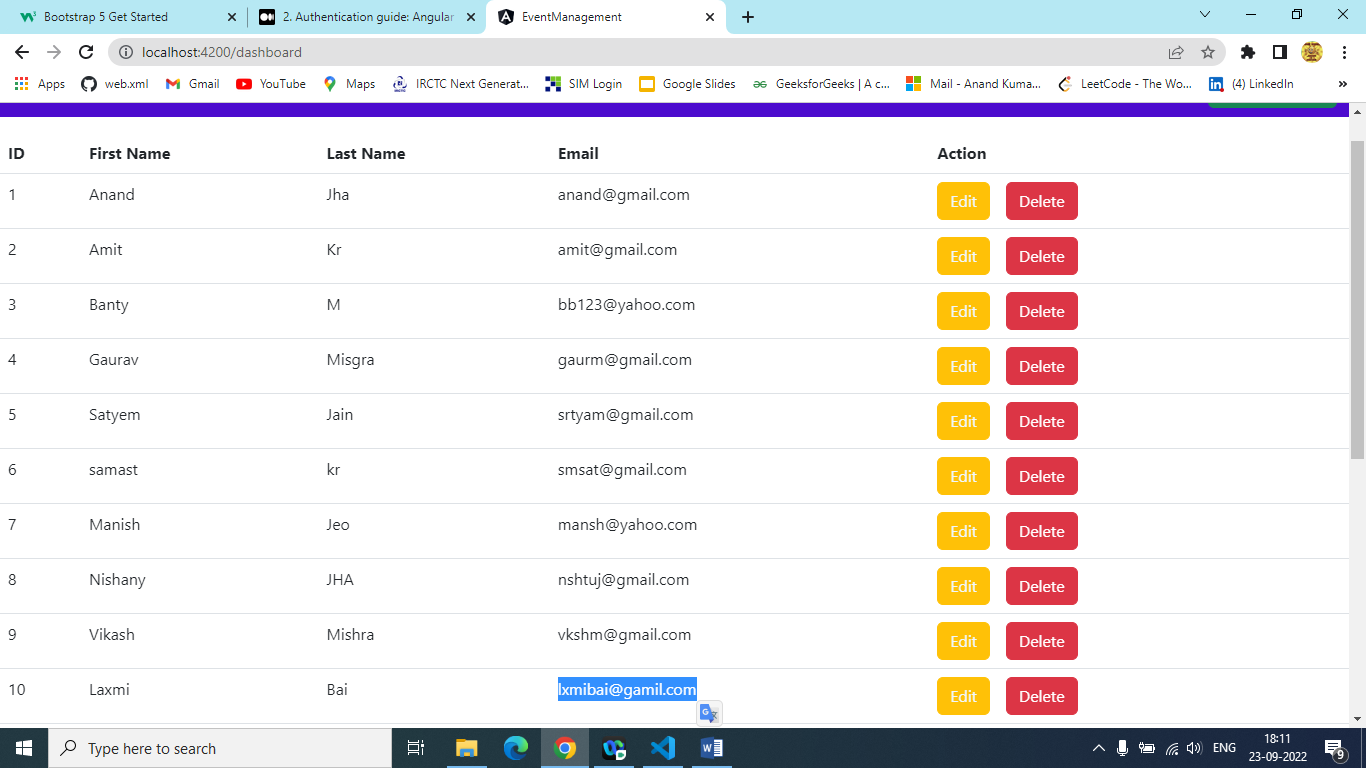 Bootstrap 5 Get Started
2. Authentication guide: Angular
EventManagement
localhost:4200/dashboard
Apps web.xml Gmail YouTube Maps IRCTC Next Generat... SIM Login Google Slides GeeksforGeeks | A c... Mail - Anand Kuma... LeetCode - The Wo... (4) LinkedIn »
ID First Name Last Name Email Action
1 Anand Jha anand@gmail.com Edit Delete
2 Amit Kr amit@gmail.com Edit Delete
3 Banty M bb123@yahoo.com Edit Delete
4 Gaurav Misgra gaurm@gmail.com Edit Delete
5 Satyem Jain srtyam@gmail.com Edit Delete
6 samast kr smsat@gmail.com Edit Delete
7 Manish Jeo mansh@yahoo.com Edit Delete
8 Nishany JHA nshtuj@gmail.com Edit Delete
9 Vikash Mishra vkshm@gmail.com Edit Delete
10 Laxmi Bai lxmibai@gamil.com Edit Delete
Type here to search
ENG
18:11
23-09-2022
9